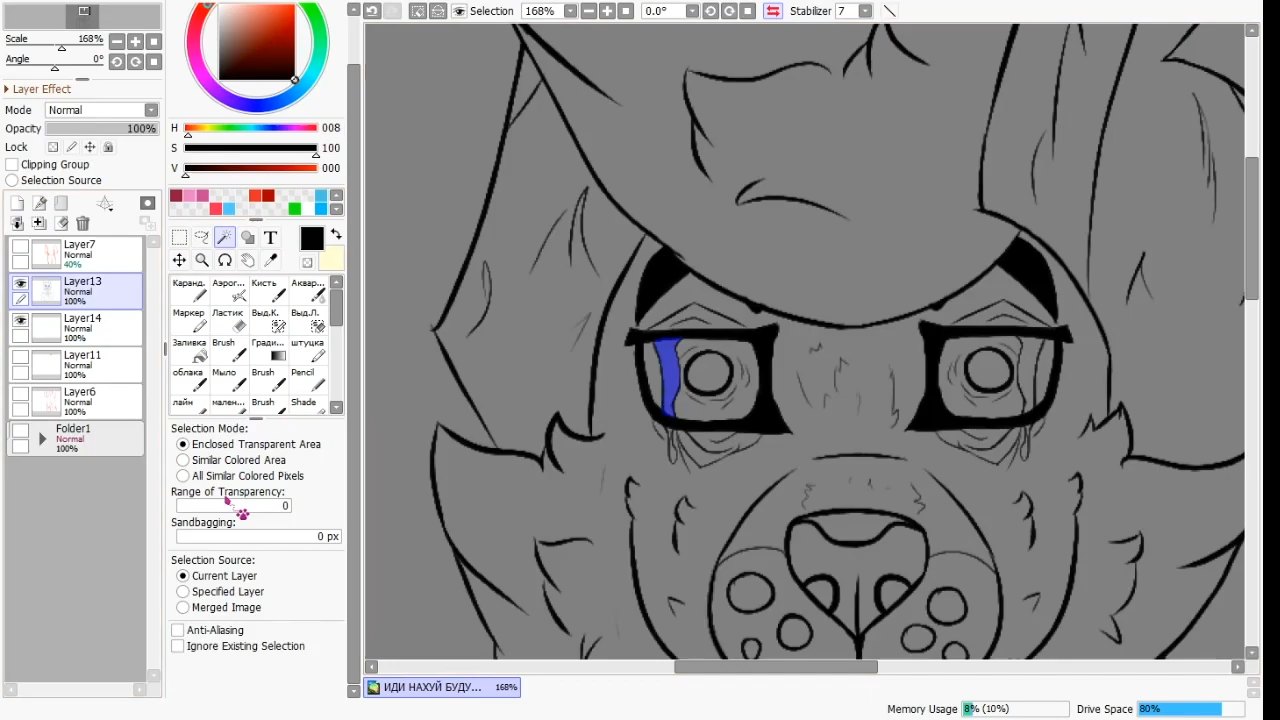 Selection 168% 0.0° Stabilizer 7
Scale 168%
Angle 0°
Layer Effect
Mode Normal
Opacity 100%
Lock
Clipping Group
Selection Source
Layer7
Normal
40%
Layer13
Normal
100%
Layer14
Normal
100%
Layer11
Normal
100%
Layer6
Normal
100%
Folder1
Normal
100%
H 008
S 100
V 000
T
Каранд. Аэрог... Кисть Аквар...
Маркер Ластик Выд.К. Выд.Л.
Заливка Brush Гради... штуцка
облака Мыло Brush Pencil
лайн мален... Brush Shade
Selection Mode:
Enclosed Transparent Area
Similar Colored Area
All Similar Colored Pixels
Range of Transparency:
0
Sandbagging:
0 px
Selection Source:
Current Layer
Specified Layer
Merged Image
Anti-Aliasing
Ignore Existing Selection
ИДИ НАХУЙ БУДУ... 168%
Memory Usage 8% (10%) Drive Space 80%